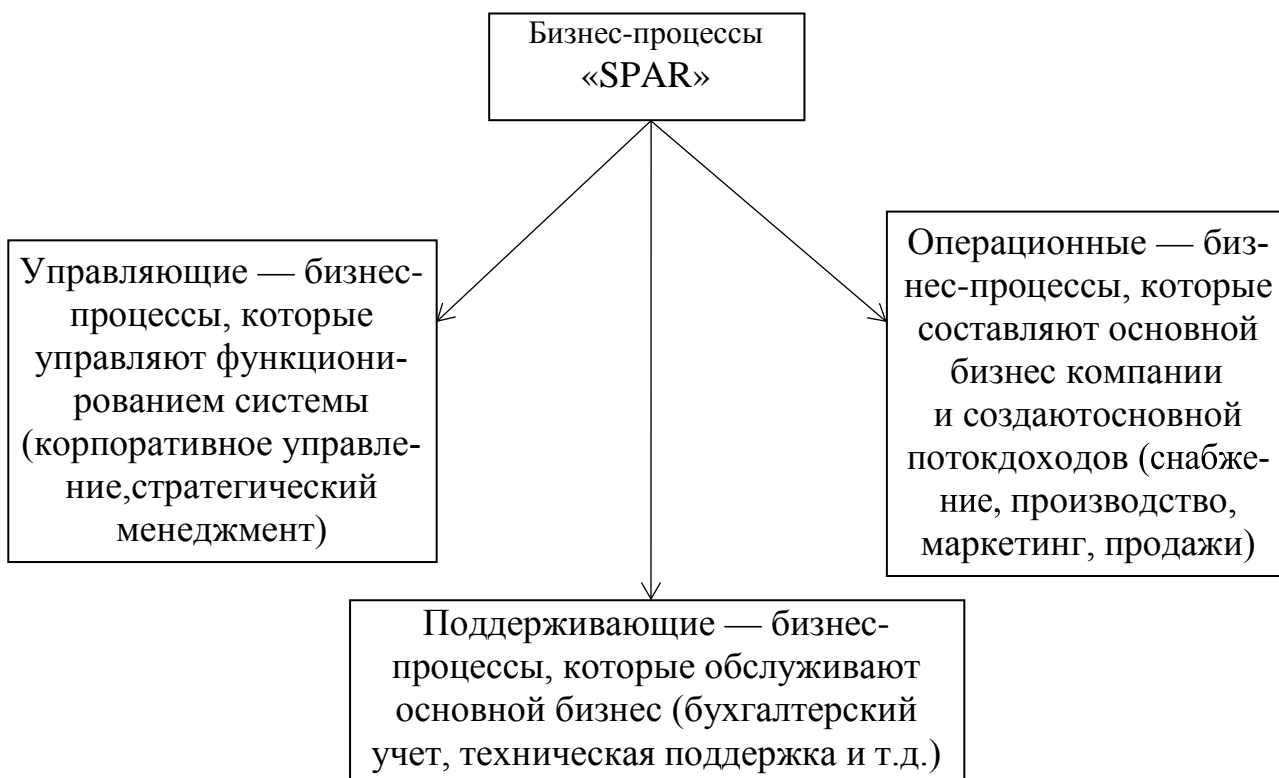 Бизнес-процессы
«SPAR»
Управляющие — бизнес-
процессы, которые
управляют функциони-
рованием системы
(корпоративное управле-
ние,стратегический
менеджмент)
Операционные — биз-
нес-процессы, которые
составляют основной
бизнес компании
и создаютосновной
потокдоходов (снабже-
ние, производство,
маркетинг, продажи)
Поддерживающие — бизнес-
процессы, которые обслуживают
основной бизнес (бухгалтерский
учет, техническая поддержка и т.д.)